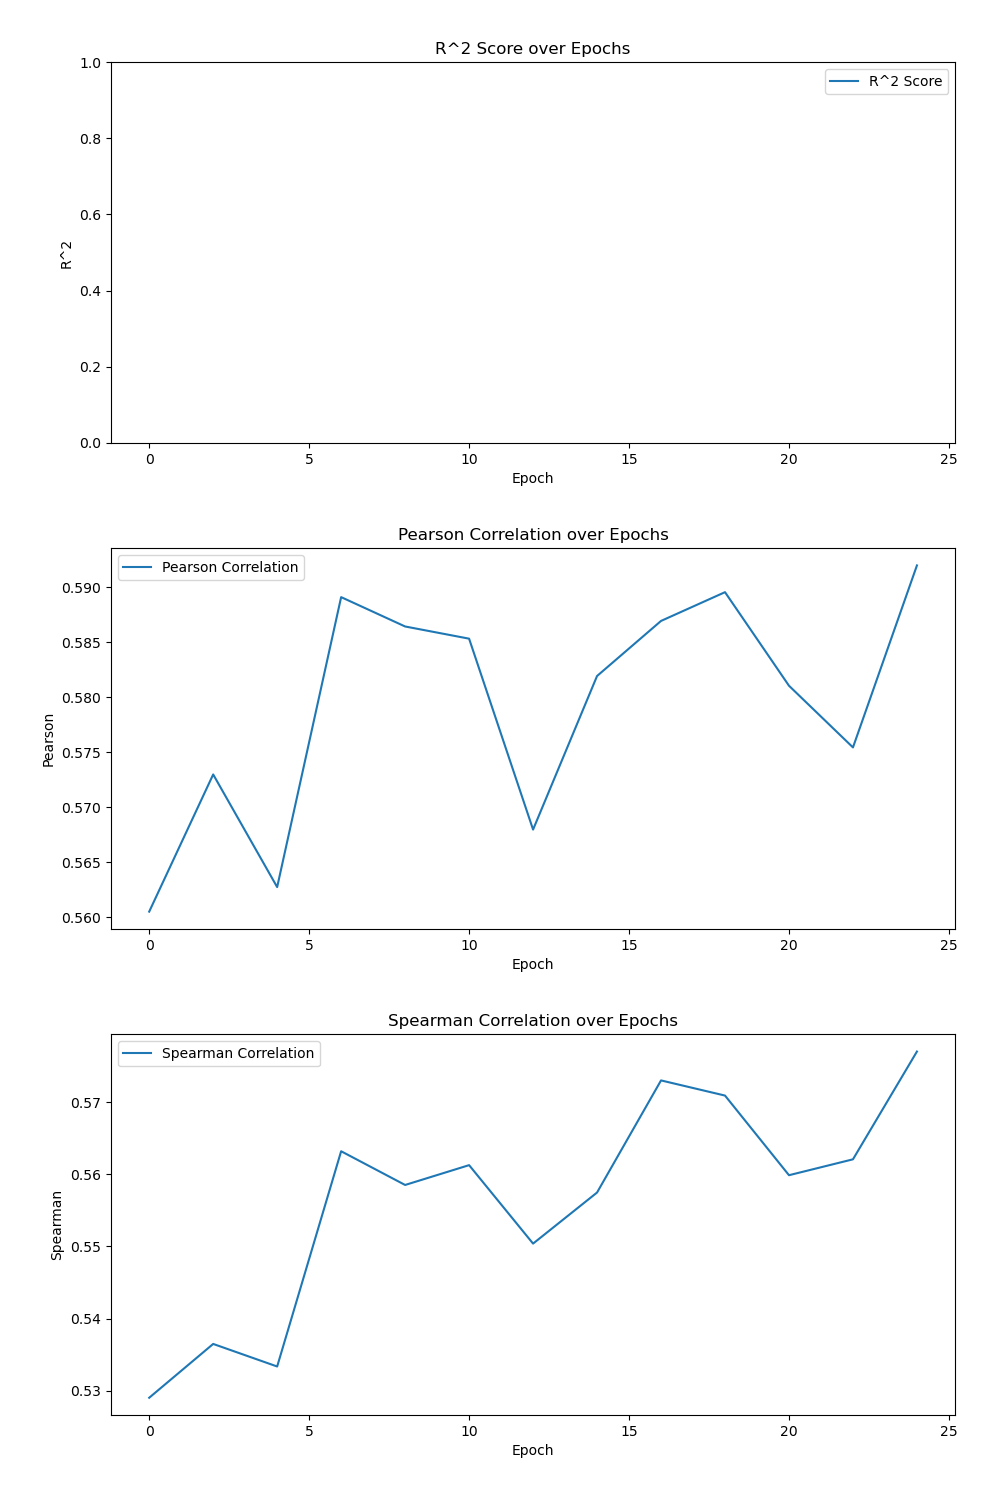 R^2 Score over Epochs
1.0
R^2 Score
0.8
0.6
R^2
0.4
0.2
0.0
0 5 10 15 20 25
Epoch
Pearson Correlation over Epochs
Pearson Correlation
0.590
0.585
0.580
Pearson
0.575
0.570
0.565
0.560
0 5 10 15 20 25
Epoch
Spearman Correlation over Epochs
Spearman Correlation
0.57
0.56
Spearman
0.55
0.54
0.53
0 5 10 15 20 25
Epoch